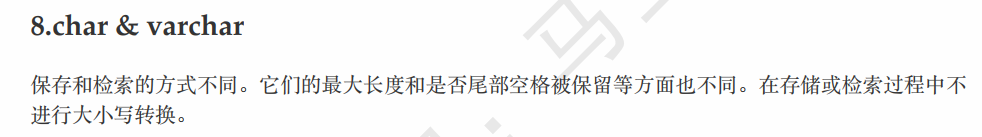 8.char & varchar
保存和检索的方式不同。它们的最大长度和是否尾部空格被保留等方面也不同。在存储或检索过程中不
进行大小写转换。
马